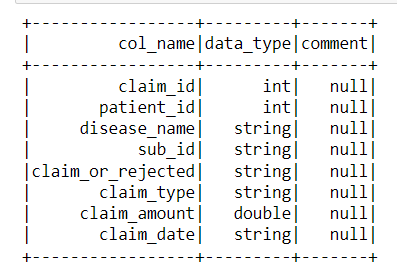 +----------------+---------+-------+
|        col_name|data_type|comment|
+----------------+---------+-------+
|        claim_id|      int|   null|
|      patient_id|      int|   null|
|    disease_name|   string|   null|
|          sub_id|   string|   null|
|claim_or_rejected|   string|   null|
|      claim_type|   string|   null|
|    claim_amount|   double|   null|
|      claim_date|   string|   null|
+----------------+---------+-------+